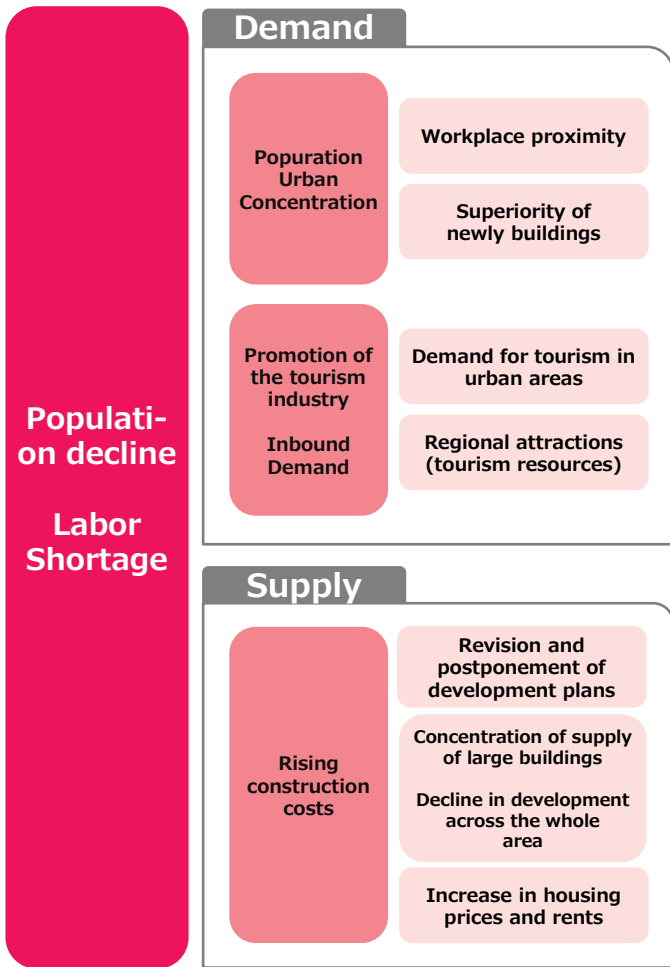 Populati-
on decline
Labor
Shortage
Demand
Popuration
Urban
Concentration
Workplace proximity
Superiority of
newly buildings
Promotion of
the tourism
industry
Inbound
Demand
Demand for tourism in
urban areas
Regional attractions
(tourism resources)
Supply
Rising
construction
costs
Revision and
postponement of
development plans
Concentration of supply
of large buildings
Decline in development
across the whole
area
Increase in housing
prices and rents